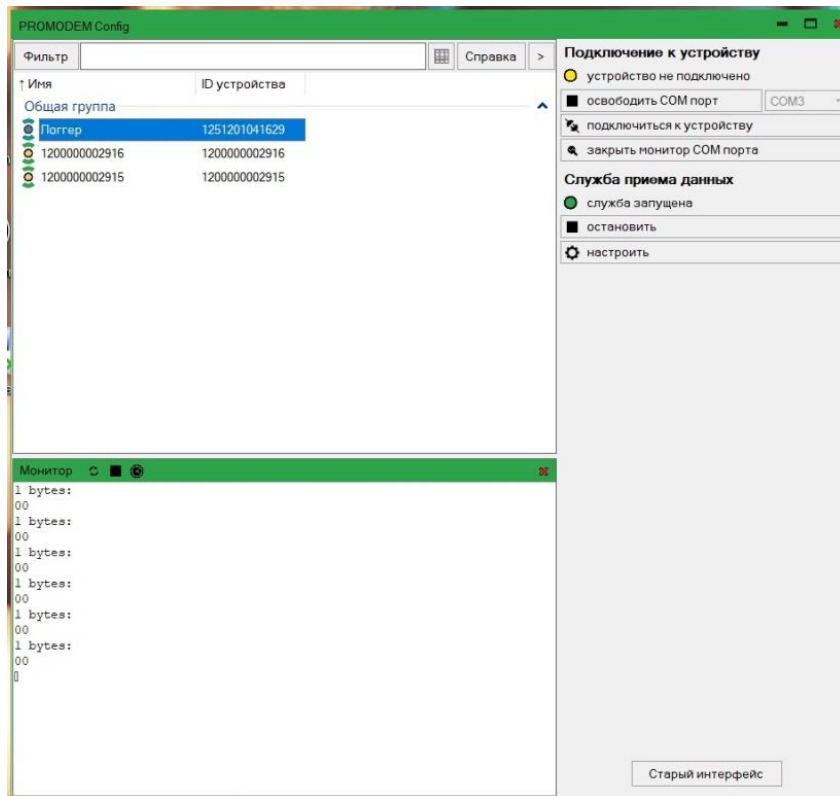 PROMODEM Config
Фильтр
Справка >
↑ Имя ID устройства
Общая группа
Логгер 1251201041629
1200000002916 1200000002916
1200000002915 1200000002915
Подключение к устройству
устройство не подключено
освободить COM порт COM3
подключиться к устройству
закрыть монитор COM порта
Служба приема данных
служба запущена
остановить
настроить
Монитор
1 bytes:
00
1 bytes:
00
1 bytes:
00
1 bytes:
00
1 bytes:
00
1 bytes:
00
Старый интерфейс